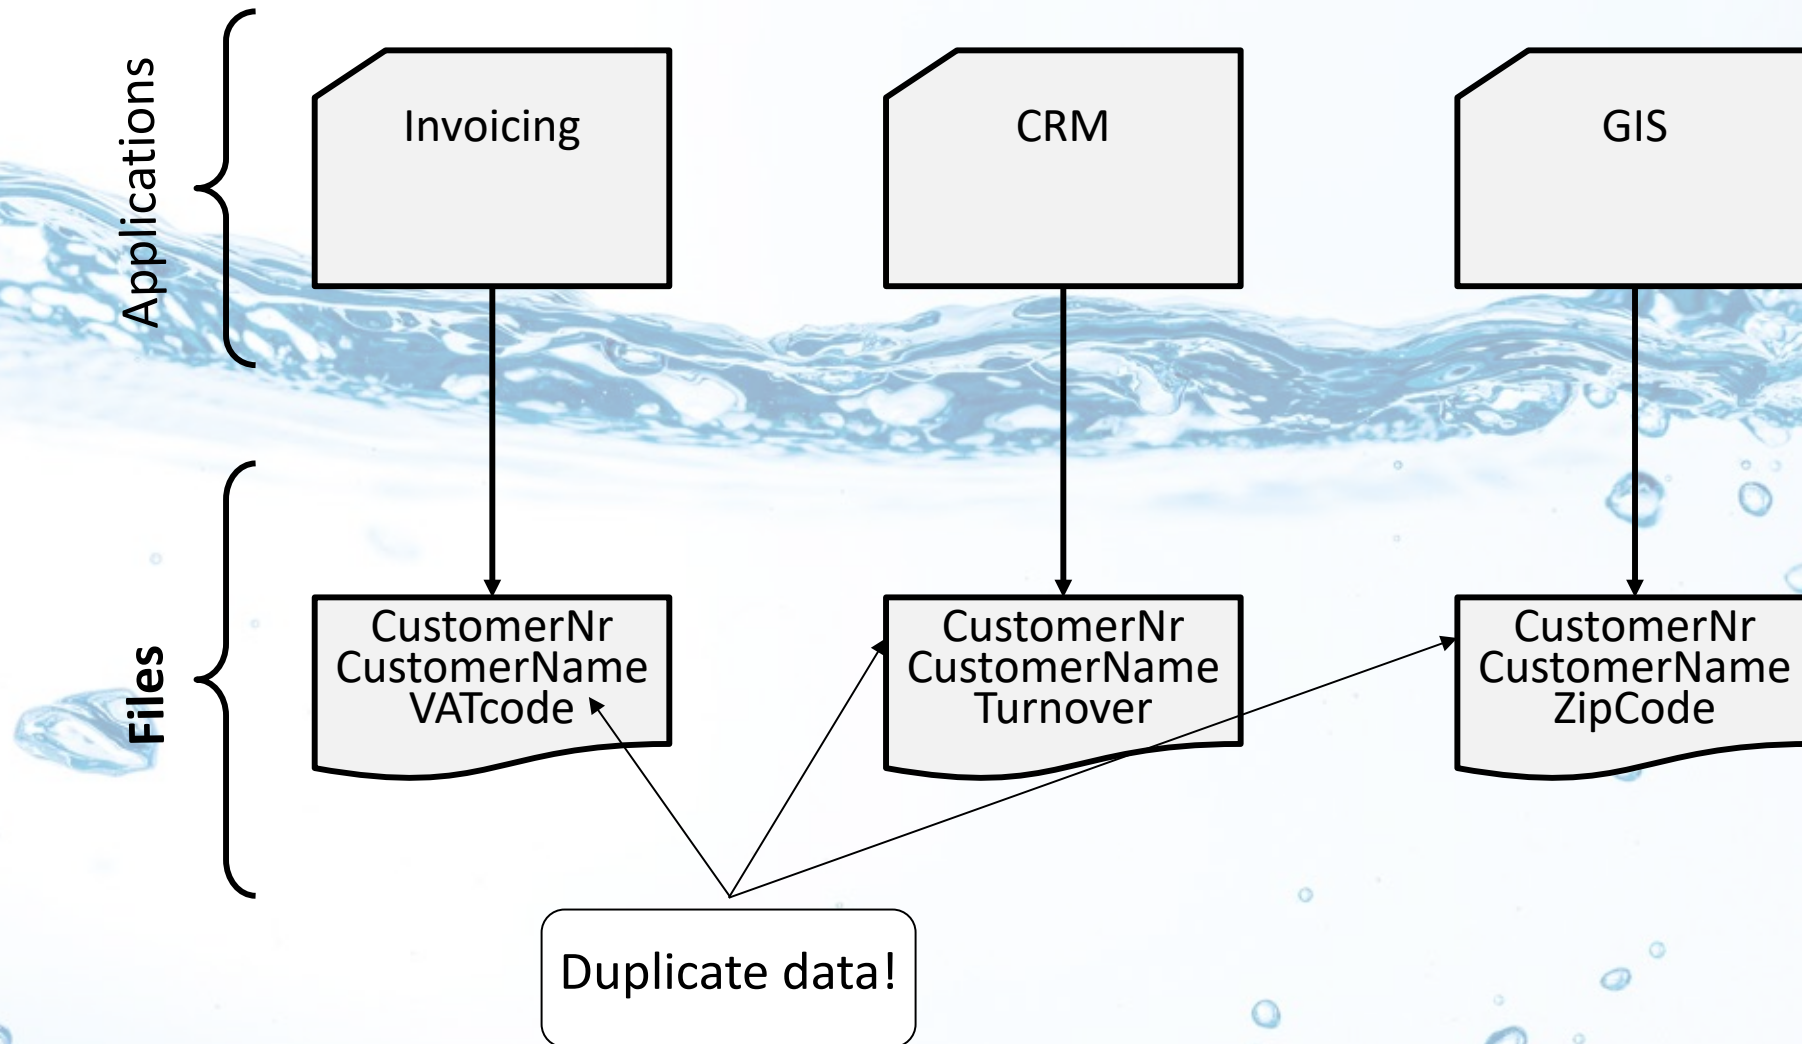 Applications
Invoicing
CRM
GIS
Files
CustomerNr
CustomerName
VATcode
CustomerNr
CustomerName
Turnover
CustomerNr
CustomerName
ZipCode
Duplicate data!